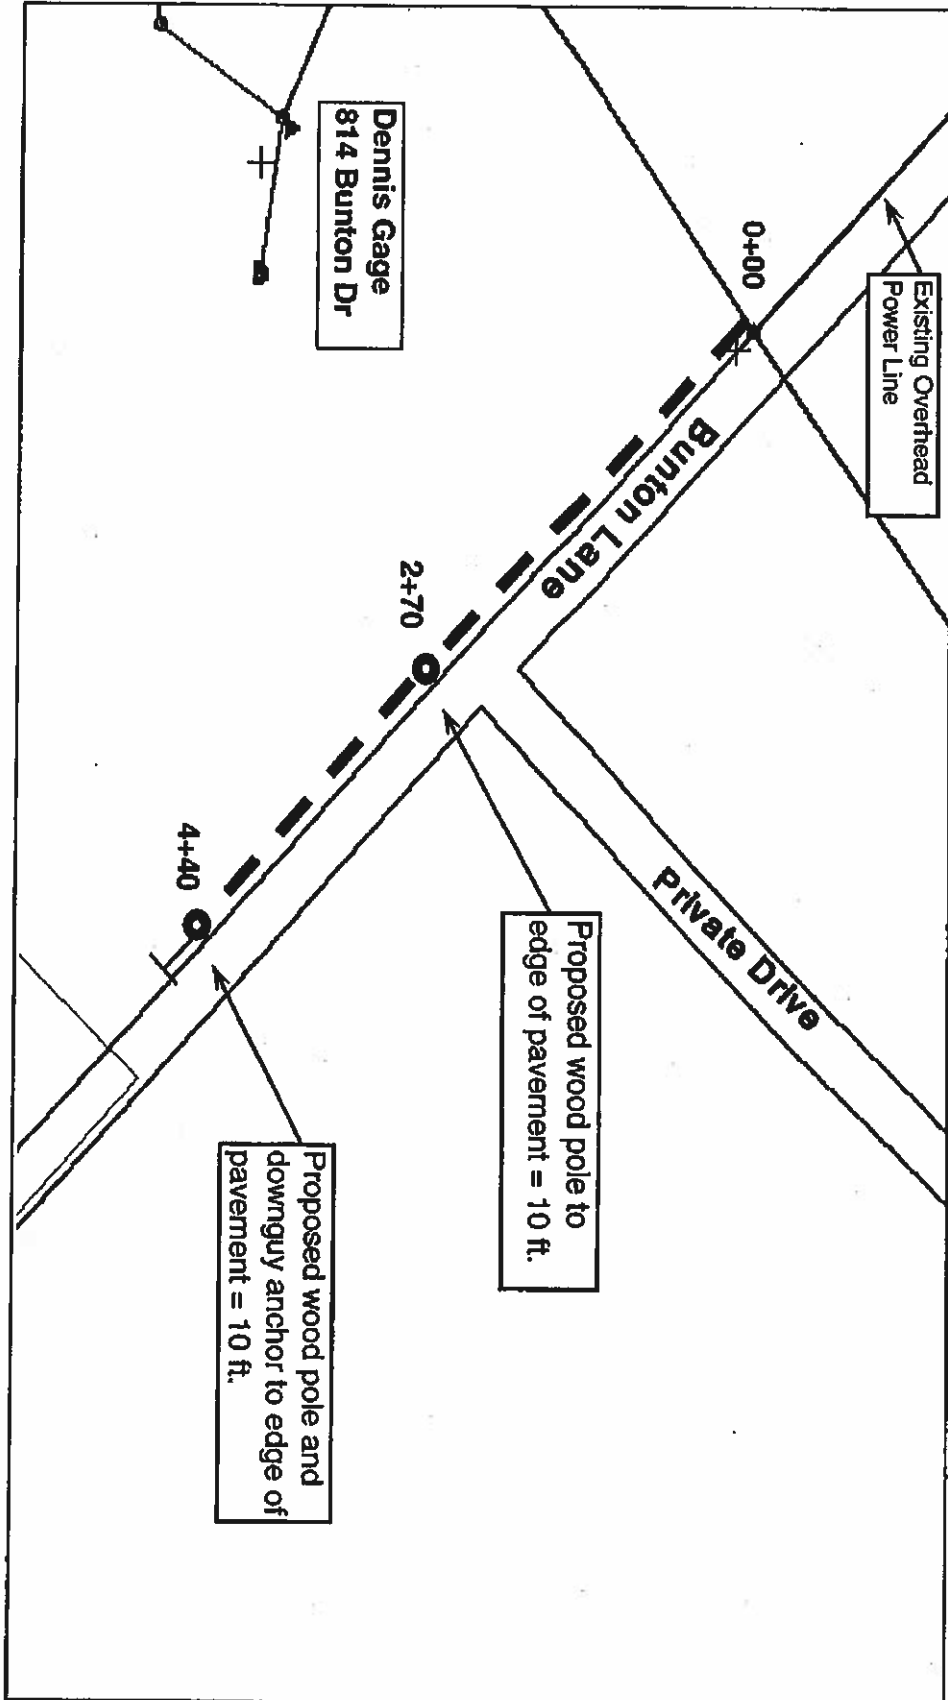 Existing Overhead
Power Line
0+00
Bunton Lane
Dennis Gage
814 Bunton Dr
2+70
Private Drive
Proposed wood pole to
edge of pavement = 10 ft.
4+40
Proposed wood pole and
downguy anchor to edge of
pavement = 10 ft.